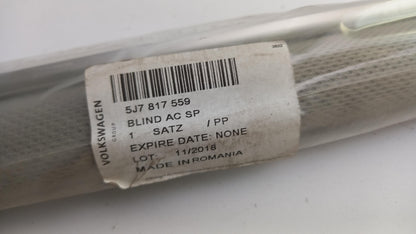 VOLKSWAGEN
GROUP
5J7 817 559
BLIND AC SP
1 SATZ / PP
EXPIRE DATE: NONE
LOT: 11/2018
MADE IN ROMANIA